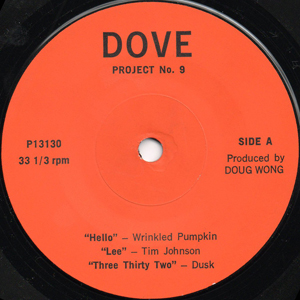 DOVE
PROJECT No. 9
P13130
33 1/3 rpm
SIDE A
Produced by
DOUG WONG
"Hello" – Wrinkled Pumpkin
"Lee" – Tim Johnson
"Three Thirty Two" – Dusk